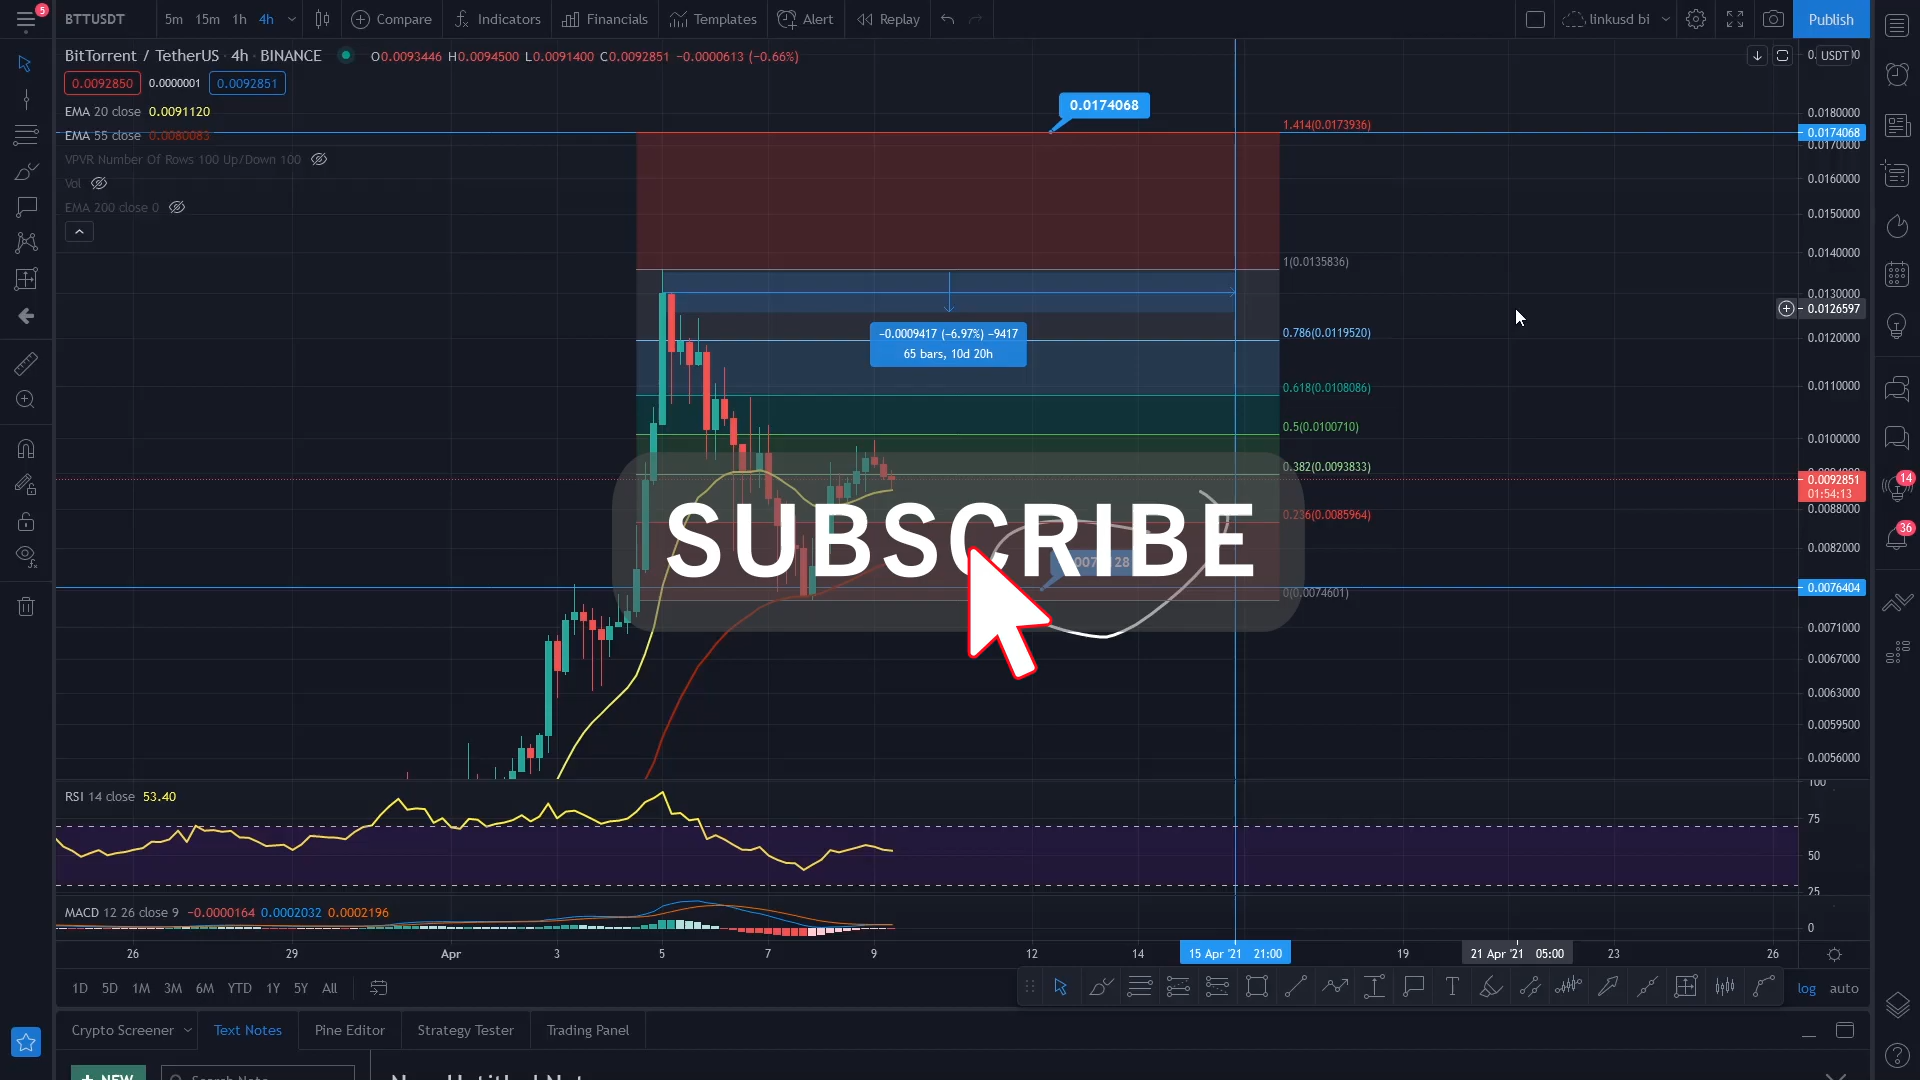 5
BTTUSDT 5m 15m 1h 4h Compare Indicators Financials Templates Alert Replay linkusd bi Publish
BitTorrent / TetherUS · 4h · BINANCE O0.0093446 H0.0094500 L0.0091400 C0.0092851 −0.0000613 (−0.66%)
USDT
0.0092850 0.0000001 0.0092851
EMA 20 close 0.0091120
EMA 55 close 0.0080083
VPVR Number Of Rows 100 Up/Down 100
Vol
EMA 200 close 0
0.0174068
1.414(0.0173936)
1(0.0135836)
−0.0009417 (−6.97%) −9417
65 bars, 10d 20h
0.786(0.0119520)
0.618(0.0108086)
0.5(0.0100710)
0.382(0.0093833)
0.236(0.0085964)
0(0.0074601)
SUBSCRIBE
0.0180000
0.0174068
0.0170000
0.0160000
0.0150000
0.0140000
0.0130000
0.0126597
0.0120000
0.0110000
0.0100000
0.0092851
01:54:13
0.0088000
0.0082000
0.0076404
0.0071000
0.0067000
0.0063000
0.0059500
0.0056000
14
36
RSI 14 close 53.40
100
75
50
25
MACD 12 26 close 9 −0.0000164 0.0002032 0.0002196
0
26 29 Apr 3 5 7 9 12 14 15 Apr '21 21:00 19 21 Apr '21 05:00 23 26
1D 5D 1M 3M 6M YTD 1Y 5Y All log auto
Crypto Screener Text Notes Pine Editor Strategy Tester Trading Panel
+ NEW Search Note